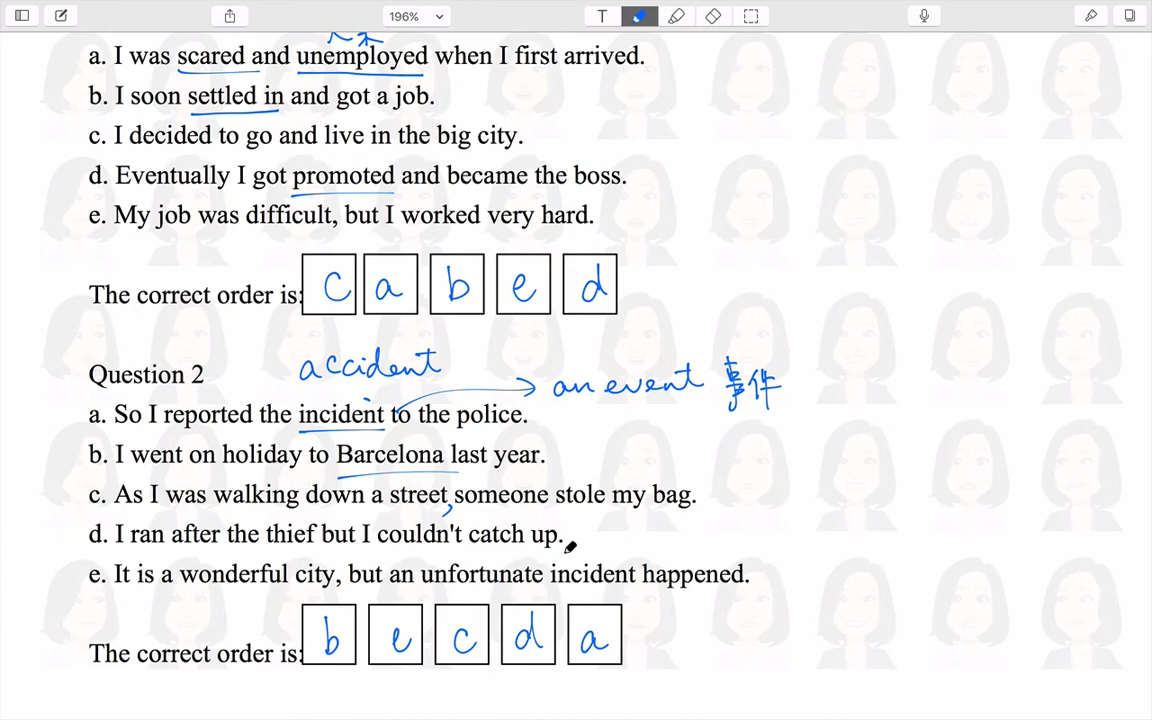 196%
T
a. I was scared and unemployed when I first arrived.
b. I soon settled in and got a job.
c. I decided to go and live in the big city.
d. Eventually I got promoted and became the boss.
e. My job was difficult, but I worked very hard.
The correct order is: c a b e d
accident
Question 2
an event 事件
a. So I reported the incident to the police.
b. I went on holiday to Barcelona last year.
c. As I was walking down a street, someone stole my bag.
d. I ran after the thief but I couldn't catch up.
e. It is a wonderful city, but an unfortunate incident happened.
The correct order is: b e c d a